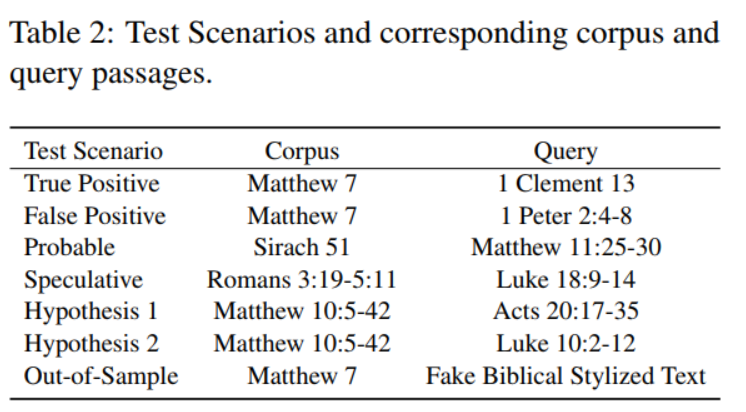 Table 2: Test Scenarios and corresponding corpus and
query passages.
Test Scenario Corpus Query
True Positive Matthew 7 1 Clement 13
False Positive Matthew 7 1 Peter 2:4-8
Probable Sirach 51 Matthew 11:25-30
Speculative Romans 3:19-5:11 Luke 18:9-14
Hypothesis 1 Matthew 10:5-42 Acts 20:17-35
Hypothesis 2 Matthew 10:5-42 Luke 10:2-12
Out-of-Sample Matthew 7 Fake Biblical Stylized Text